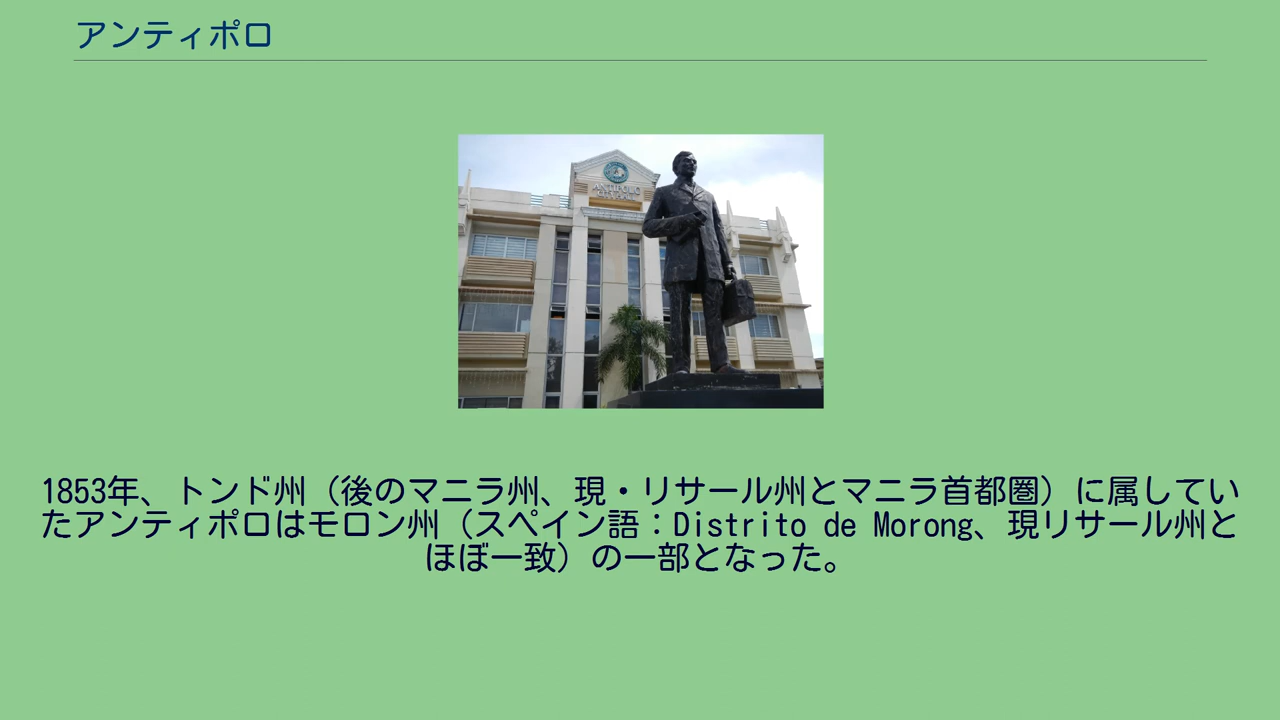 アンティポロ
ANTIPOLO
1853年、トンド州（後のマニラ州、現・リサール州とマニラ首都圏）に属してい
たアンティポロはモロン州（スペイン語：Distrito de Morong、現リサール州と
ほぼ一致）の一部となった。